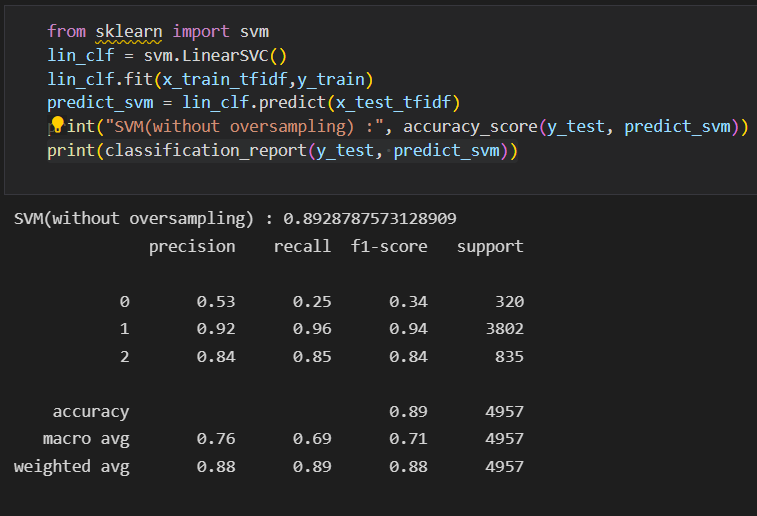 from sklearn import svm
lin_clf = svm.LinearSVC()
lin_clf.fit(x_train_tfidf,y_train)
predict_svm = lin_clf.predict(x_test_tfidf)
print("SVM(without oversampling) :", accuracy_score(y_test, predict_svm))
print(classification_report(y_test, predict_svm))
SVM(without oversampling) : 0.8928787573128909
precision recall f1-score support
0 0.53 0.25 0.34 320
1 0.92 0.96 0.94 3802
2 0.84 0.85 0.84 835
accuracy 0.89 4957
macro avg 0.76 0.69 0.71 4957
weighted avg 0.88 0.89 0.88 4957